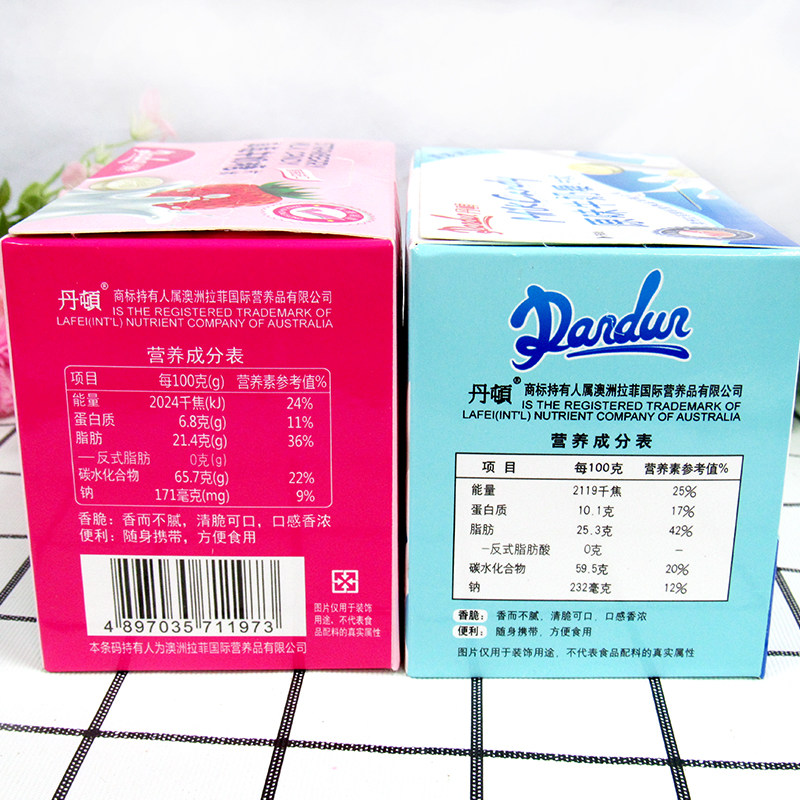 丹頓® 商标持有人属澳洲拉菲国际营养品有限公司
IS THE REGISTERED TRADEMARK OF
LAFEI(INT'L) NUTRIENT COMPANY OF AUSTRALIA
营养成分表
项目 每100克(g) 营养素参考值%
能量 2024千焦(kJ) 24%
蛋白质 6.8克(g) 11%
脂肪 21.4克(g) 36%
—反式脂肪 0克(g)
碳水化合物 65.7克(g) 22%
钠 171毫克(mg) 9%
香脆：香而不腻，清脆可口，口感香浓
便利：随身携带，方便食用
4 897035 711973
图片仅用于装饰
用途，不代表食
品配料的真实属性
本条码持有人为澳洲拉菲国际营养品有限公司
Dandun
Dandun
丹頓® 商标持有人属澳洲拉菲国际营养品有限公司
IS THE REGISTERED TRADEMARK OF
LAFEI(INT'L) NUTRIENT COMPANY OF AUSTRALIA
营养成分表
项目 每100克 营养素参考值%
能量 2119千焦 25%
蛋白质 10.1克 17%
脂肪 25.3克 42%
—反式脂肪酸 0克 —
碳水化合物 59.5克 20%
钠 232毫克 12%
香脆： 香而不腻，清脆可口，口感香浓
便利： 随身携带，方便食用
图片仅用于装饰用途，不代表食品配料的真实属性